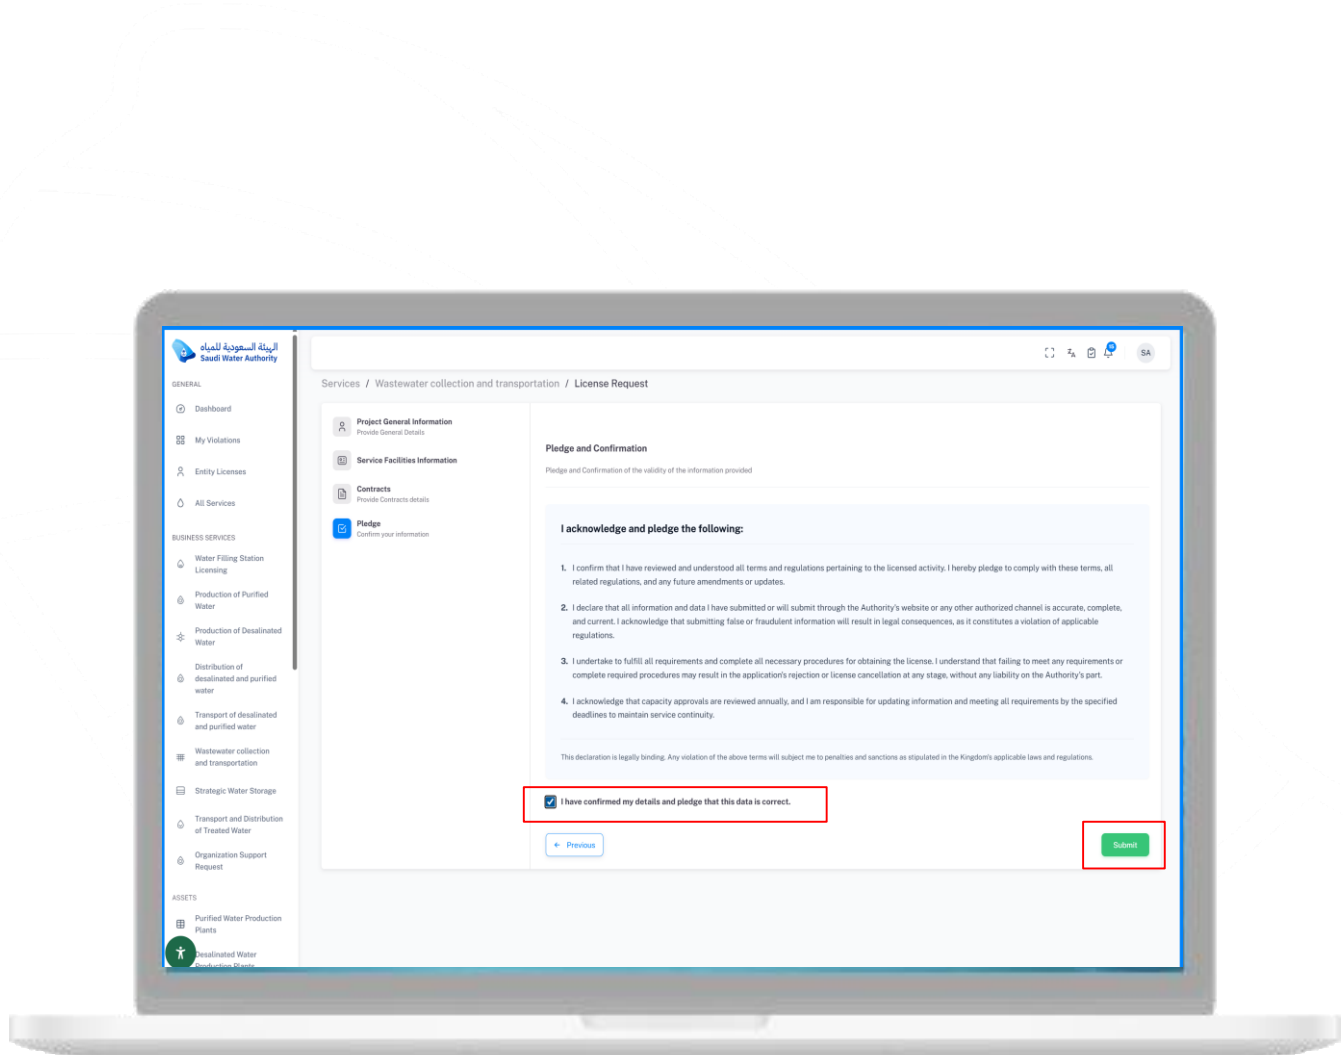 الهيئة السعودية للمياه
Saudi Water Authority
GENERAL
Dashboard
My Violations
Entity Licenses
All Services
BUSINESS SERVICES
Water Filling Station
Licensing
Production of Purified
Water
Production of Desalinated
Water
Distribution of
desalinated and purified
water
Transport of desalinated
and purified water
Wastewater collection
and transportation
Strategic Water Storage
Transport and Distribution
of Treated Water
Organization Support
Request
ASSETS
Purified Water Production
Plants
Desalinated Water
Production Plants
SA
Services / Wastewater collection and transportation / License Request
Project General Information
Provide General Details
Service Facilities Information
Contracts
Provide Contracts details
Pledge
Confirm your information
Pledge and Confirmation
Pledge and Confirmation of the validity of the information provided
I acknowledge and pledge the following:
1. I confirm that I have reviewed and understood all terms and regulations pertaining to the licensed activity. I hereby pledge to comply with these terms, all
related regulations, and any future amendments or updates.
2. I declare that all information and data I have submitted or will submit through the Authority's website or any other authorized channel is accurate, complete,
and current. I acknowledge that submitting false or fraudulent information will result in legal consequences, as it constitutes a violation of applicable
regulations.
3. I undertake to fulfill all requirements and complete all necessary procedures for obtaining the license. I understand that failing to meet any requirements or
complete required procedures may result in the application's rejection or license cancellation at any stage, without any liability on the Authority's part.
4. I acknowledge that capacity approvals are reviewed annually, and I am responsible for updating information and meeting all requirements by the specified
deadlines to maintain service continuity.
This declaration is legally binding. Any violation of the above terms will subject me to penalties and sanctions as stipulated in the Kingdom's applicable laws and regulations.
I have confirmed my details and pledge that this data is correct.
← Previous
Submit